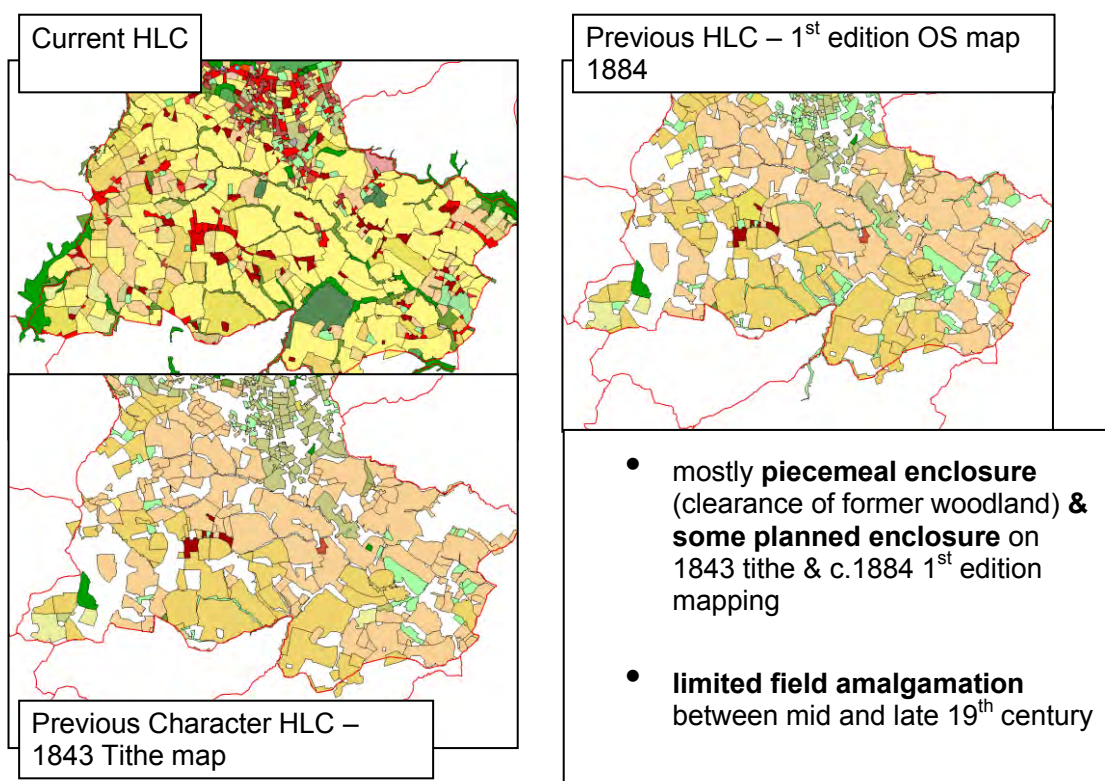 Current HLC
Previous HLC – 1st edition OS map
1884
Previous Character HLC –
1843 Tithe map
• mostly piecemeal enclosure
(clearance of former woodland) &
some planned enclosure on
1843 tithe & c.1884 1st edition
mapping
• limited field amalgamation
between mid and late 19th century